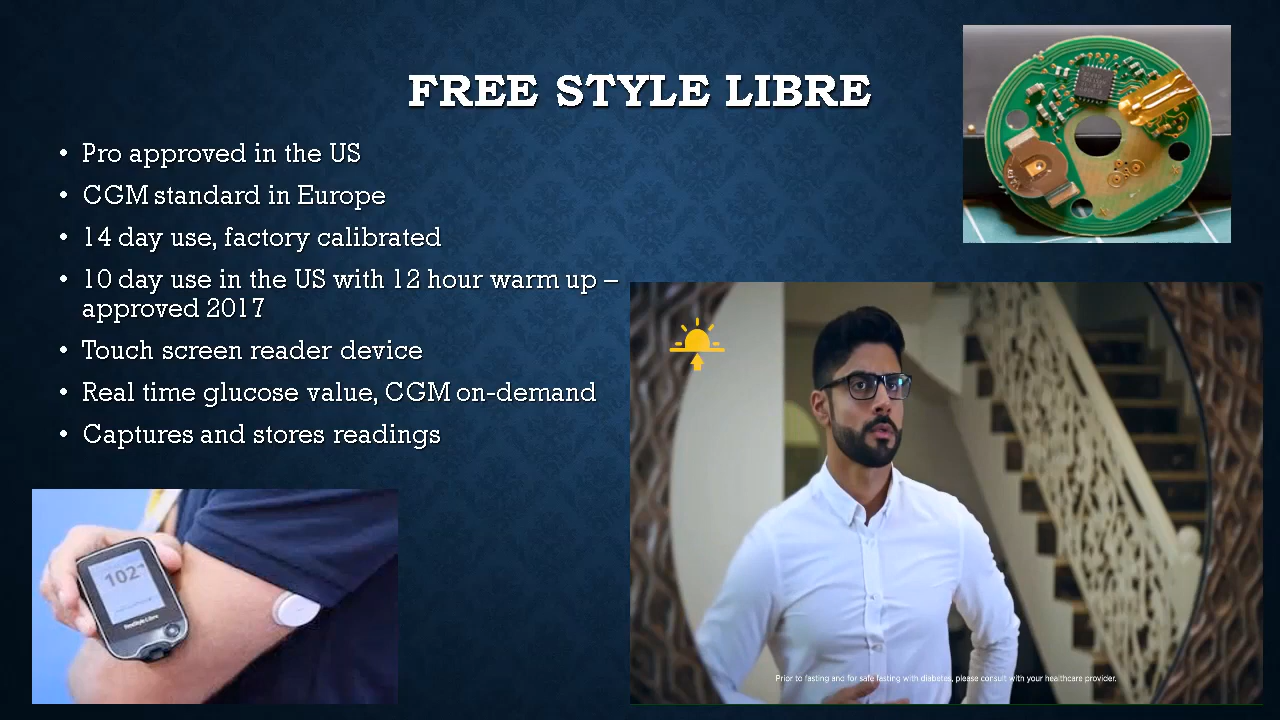 FREE STYLE LIBRE
• Pro approved in the US
• CGM standard in Europe
• 14 day use, factory calibrated
• 10 day use in the US with 12 hour warm up –
approved 2017
• Touch screen reader device
• Real time glucose value, CGM on-demand
• Captures and stores readings
102
FreeStyle Libre
Prior to fasting and for safe fasting with diabetes, please consult with your healthcare provider.